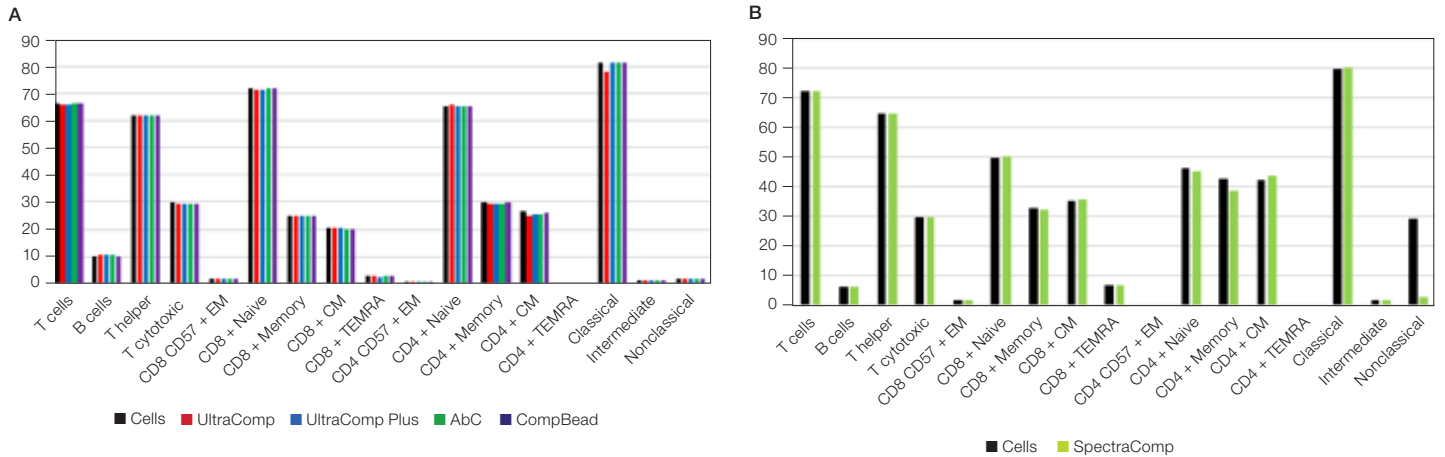 A
90
80
70
60
50
40
30
20
10
0
T cells
B cells
T helper
T cytotoxic
CD8 CD57 + EM
CD8 + Naive
CD8 + Memory
CD8 + CM
CD8 + TEMRA
CD4 CD57 + EM
CD4 + Naive
CD4 + Memory
CD4 + CM
CD4 + TEMRA
Classical
Intermediate
Nonclassical
Cells UltraComp UltraComp Plus AbC CompBead
B
90
80
70
60
50
40
30
20
10
0
T cells
B cells
T helper
T cytotoxic
CD8 CD57 + EM
CD8 + Naive
CD8 + Memory
CD8 + CM
CD8 + TEMRA
CD4 CD57 + EM
CD4 + Naive
CD4 + Memory
CD4 + CM
CD4 + TEMRA
Classical
Intermediate
Nonclassical
Cells SpectraComp